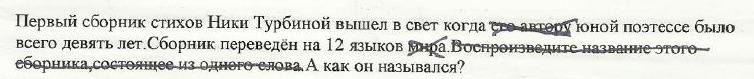 Первый сборник стихов Ники Турбиной вышел в свет когда его автору юной поэтессе было
всего девять лет.Сборник переведён на 12 языков мира.Воспроизведите название этого
сборника,состоящее из одного слова.А как он назывался?